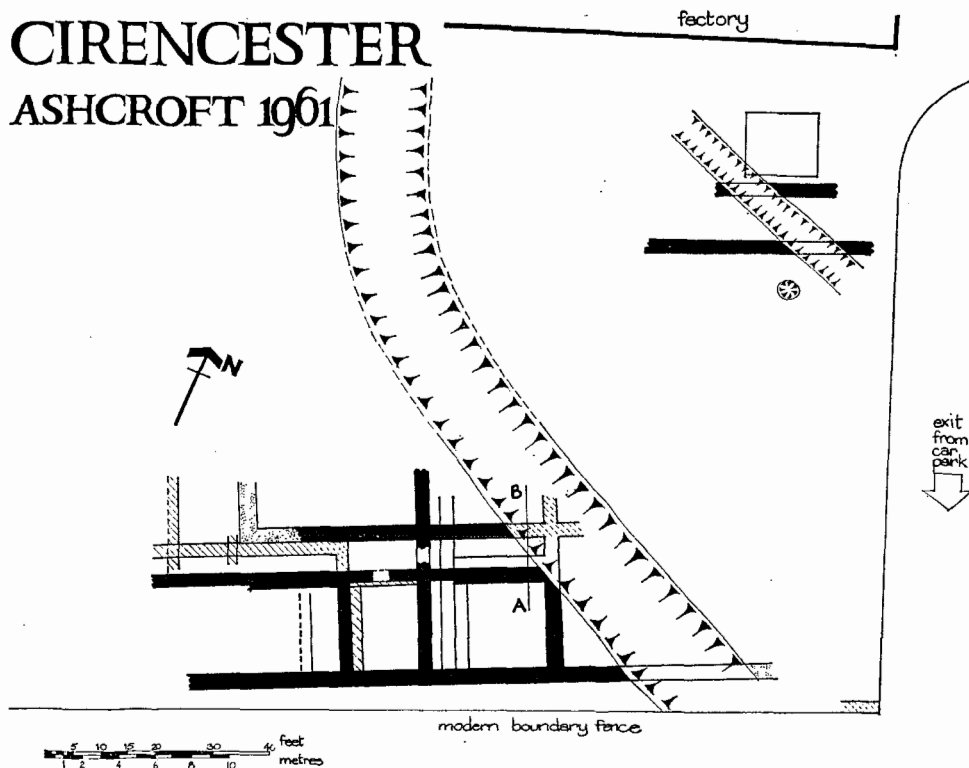 CIRENCESTER
ASHCROFT 1961
factory
N
exit
from
car
park
B
A
modern boundary fence
5 10 15 20 30 40 feet
1 2 4 6 8 10 metres